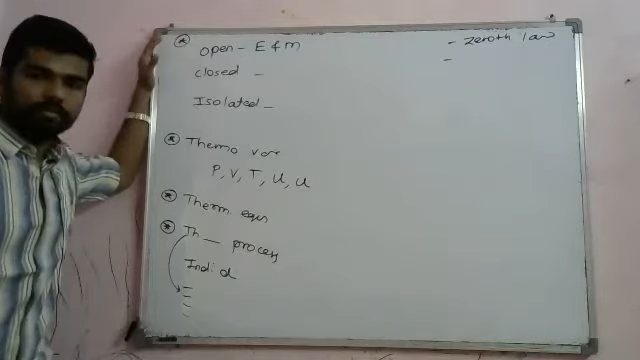 Open - E & m
closed -
Isolated -
Thermo var
P, V, T, U, U
Therm eqn
Th — process
Indi d
- Zeroth law
-